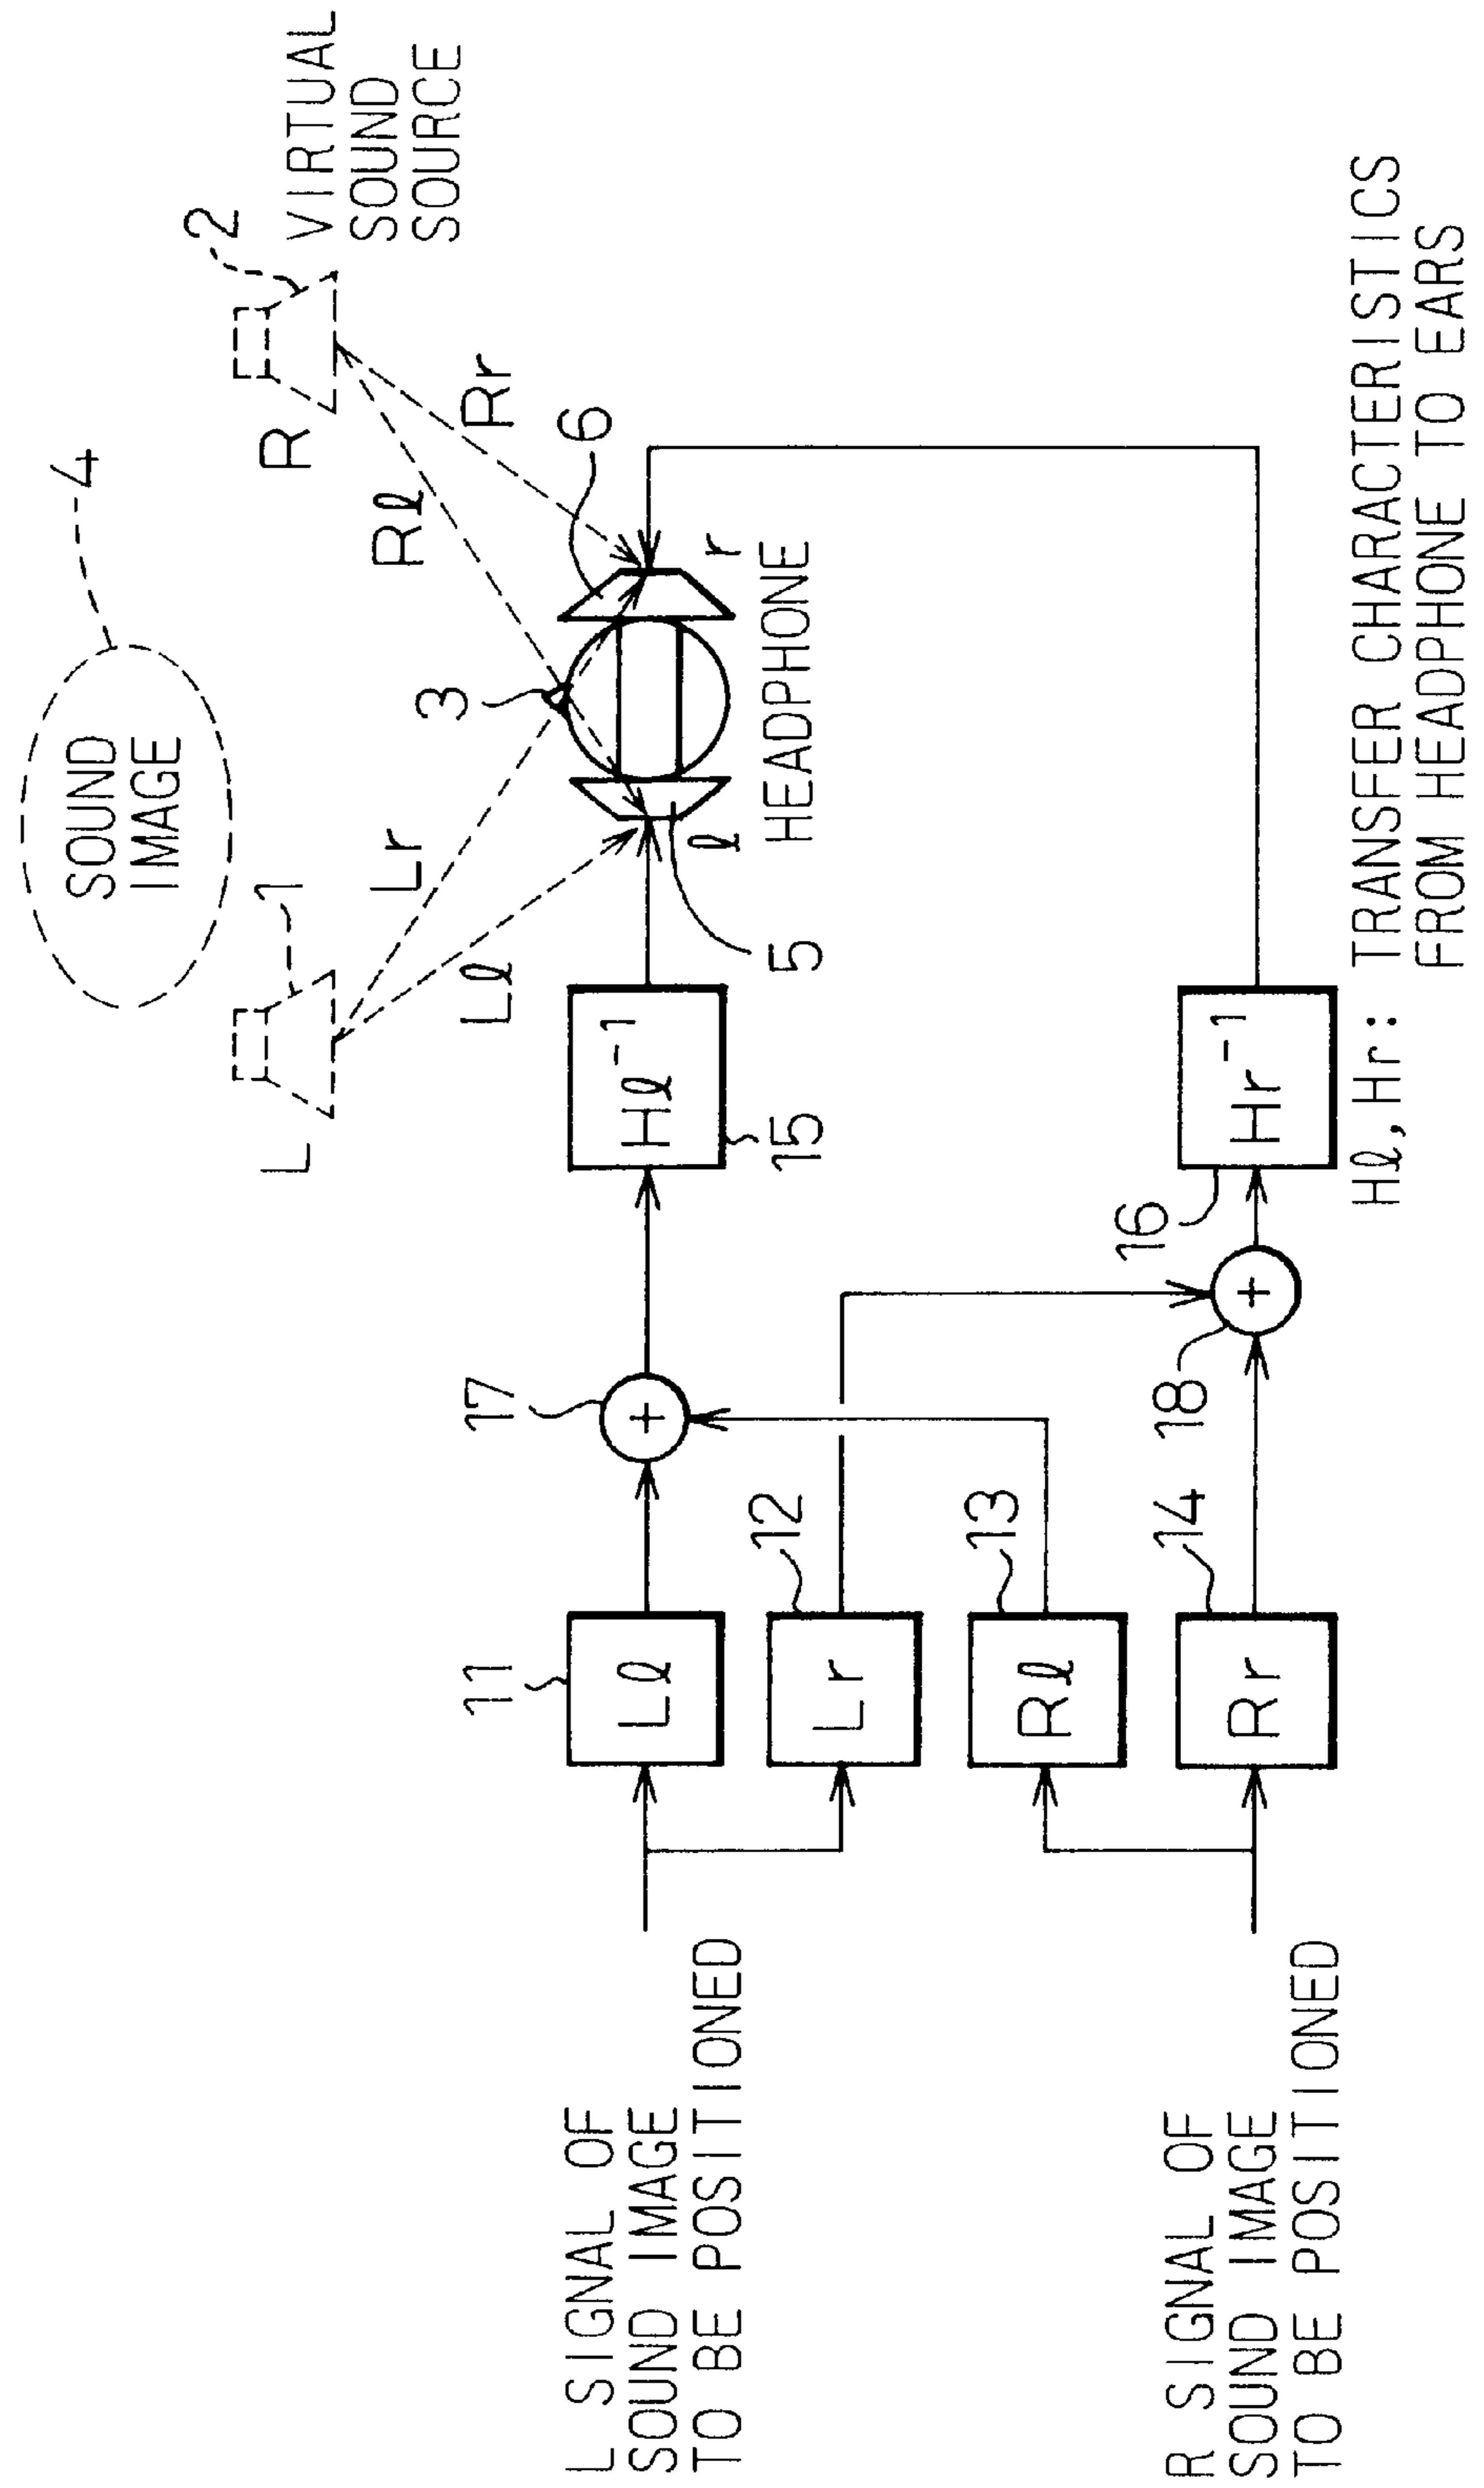 SOUND
IMAGE
4
L
1
R
2
VIRTUAL
SOUND
SOURCE
Lℓ
Lr
Rℓ
Rr
3
6
5
ℓ
r
HEADPHONE
L SIGNAL OF
SOUND IMAGE
TO BE POSITIONED
11
Lℓ
12
Lr
17
+
Hℓ⁻¹
15
R SIGNAL OF
SOUND IMAGE
TO BE POSITIONED
13
Rℓ
14
Rr
18
+
16
Hr⁻¹
Hℓ,Hr: TRANSFER CHARACTERISTICS
FROM HEADPHONE TO EARS